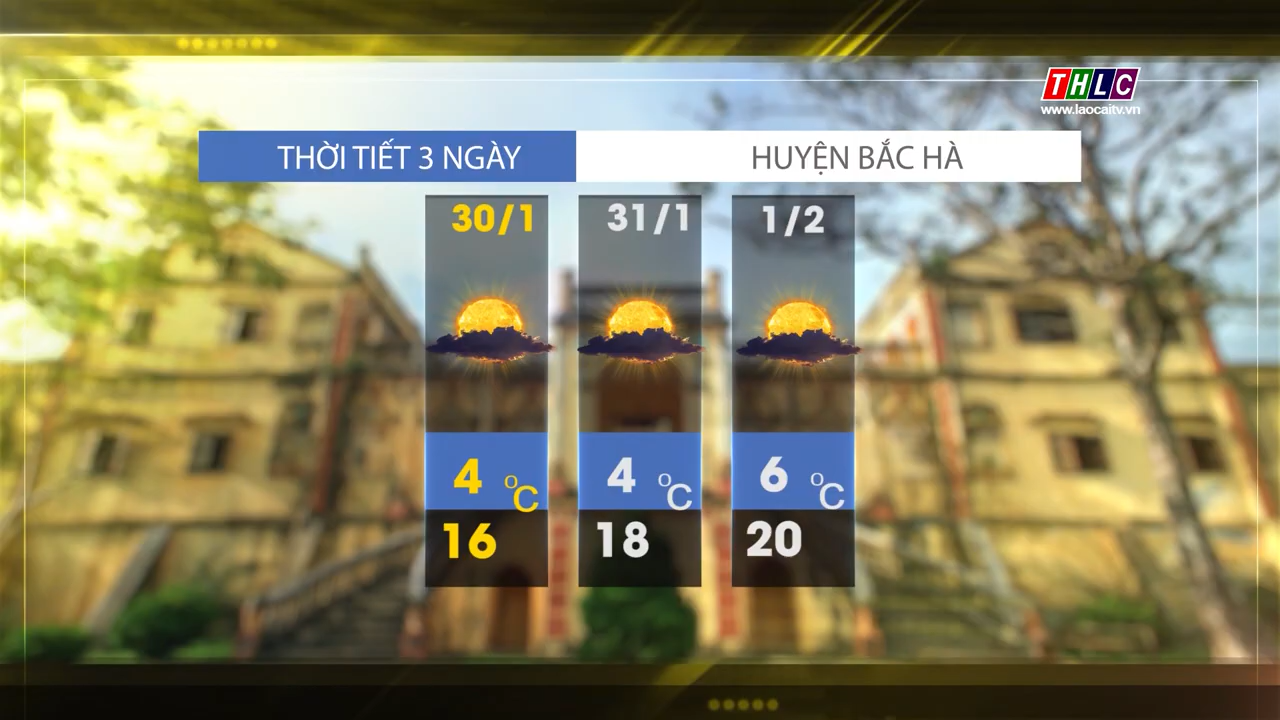 THLC
www.laocaitv.vn
THỜI TIẾT 3 NGÀY
HUYỆN BẮC HÀ
30/1
31/1
1/2
4 °C
4 °C
6 °C
16
18
20